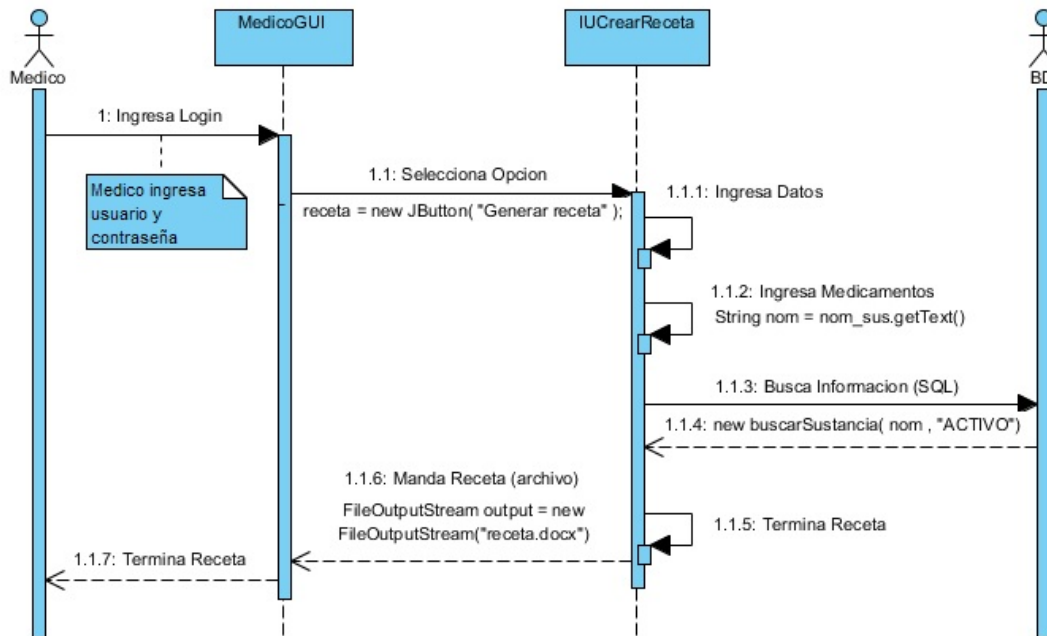 MedicoGUI
IUCrearReceta
Medico
BD
1: Ingresa Login
Medico ingresa
usuario y
contraseña
1.1: Selecciona Opcion
receta = new JButton( "Generar receta" );
1.1.1: Ingresa Datos
1.1.2: Ingresa Medicamentos
String nom = nom_sus.getText()
1.1.3: Busca Informacion (SQL)
1.1.4: new buscarSustancia( nom , "ACTIVO")
1.1.6: Manda Receta (archivo)
FileOutputStream output = new
FileOutputStream("receta.docx")
1.1.5: Termina Receta
1.1.7: Termina Receta